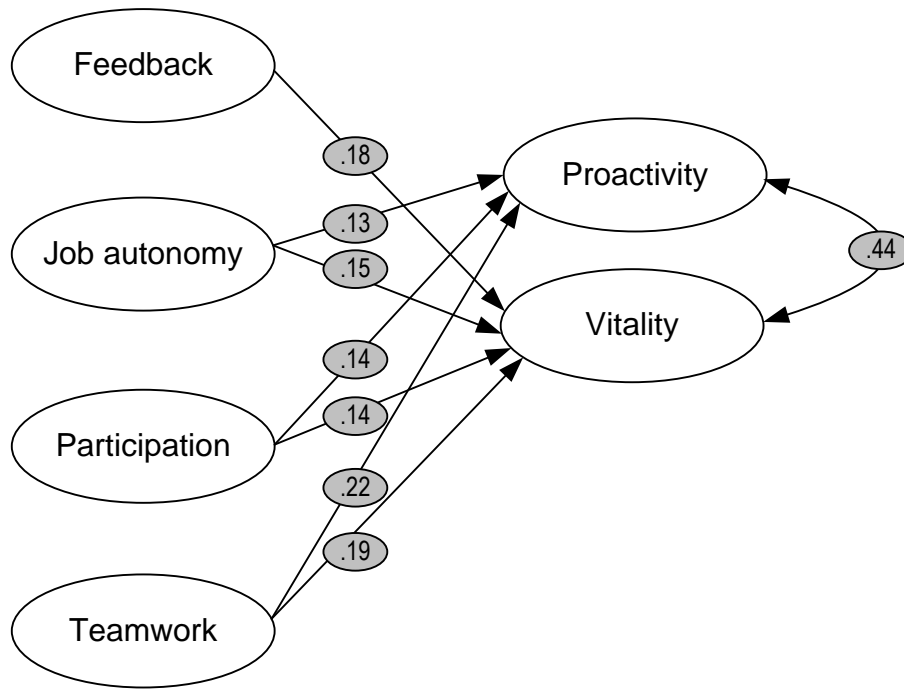 Feedback
Proactivity
.18
.13
Job autonomy
.15
.44
Vitality
.14
.14
Participation
.22
.19
Teamwork